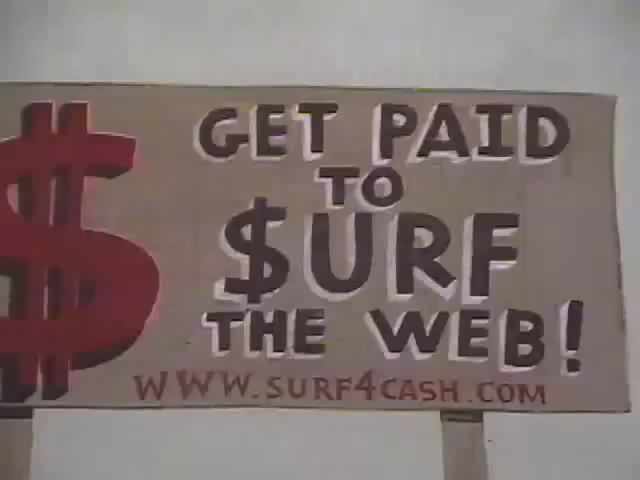 $
GET PAID
TO
$URF
THE WEB!
WWW.SURF4CASH.COM